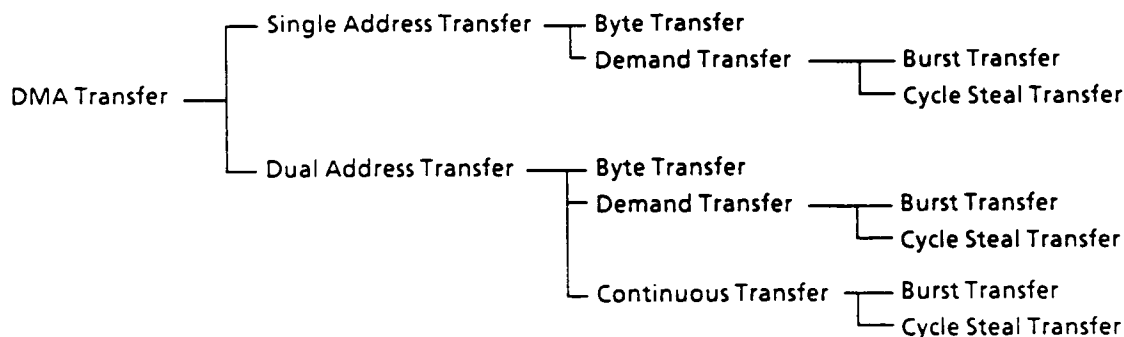 Single Address Transfer Byte Transfer
Demand Transfer Burst Transfer
DMA Transfer Cycle Steal Transfer
Dual Address Transfer Byte Transfer
Demand Transfer Burst Transfer
Cycle Steal Transfer
Continuous Transfer Burst Transfer
Cycle Steal Transfer